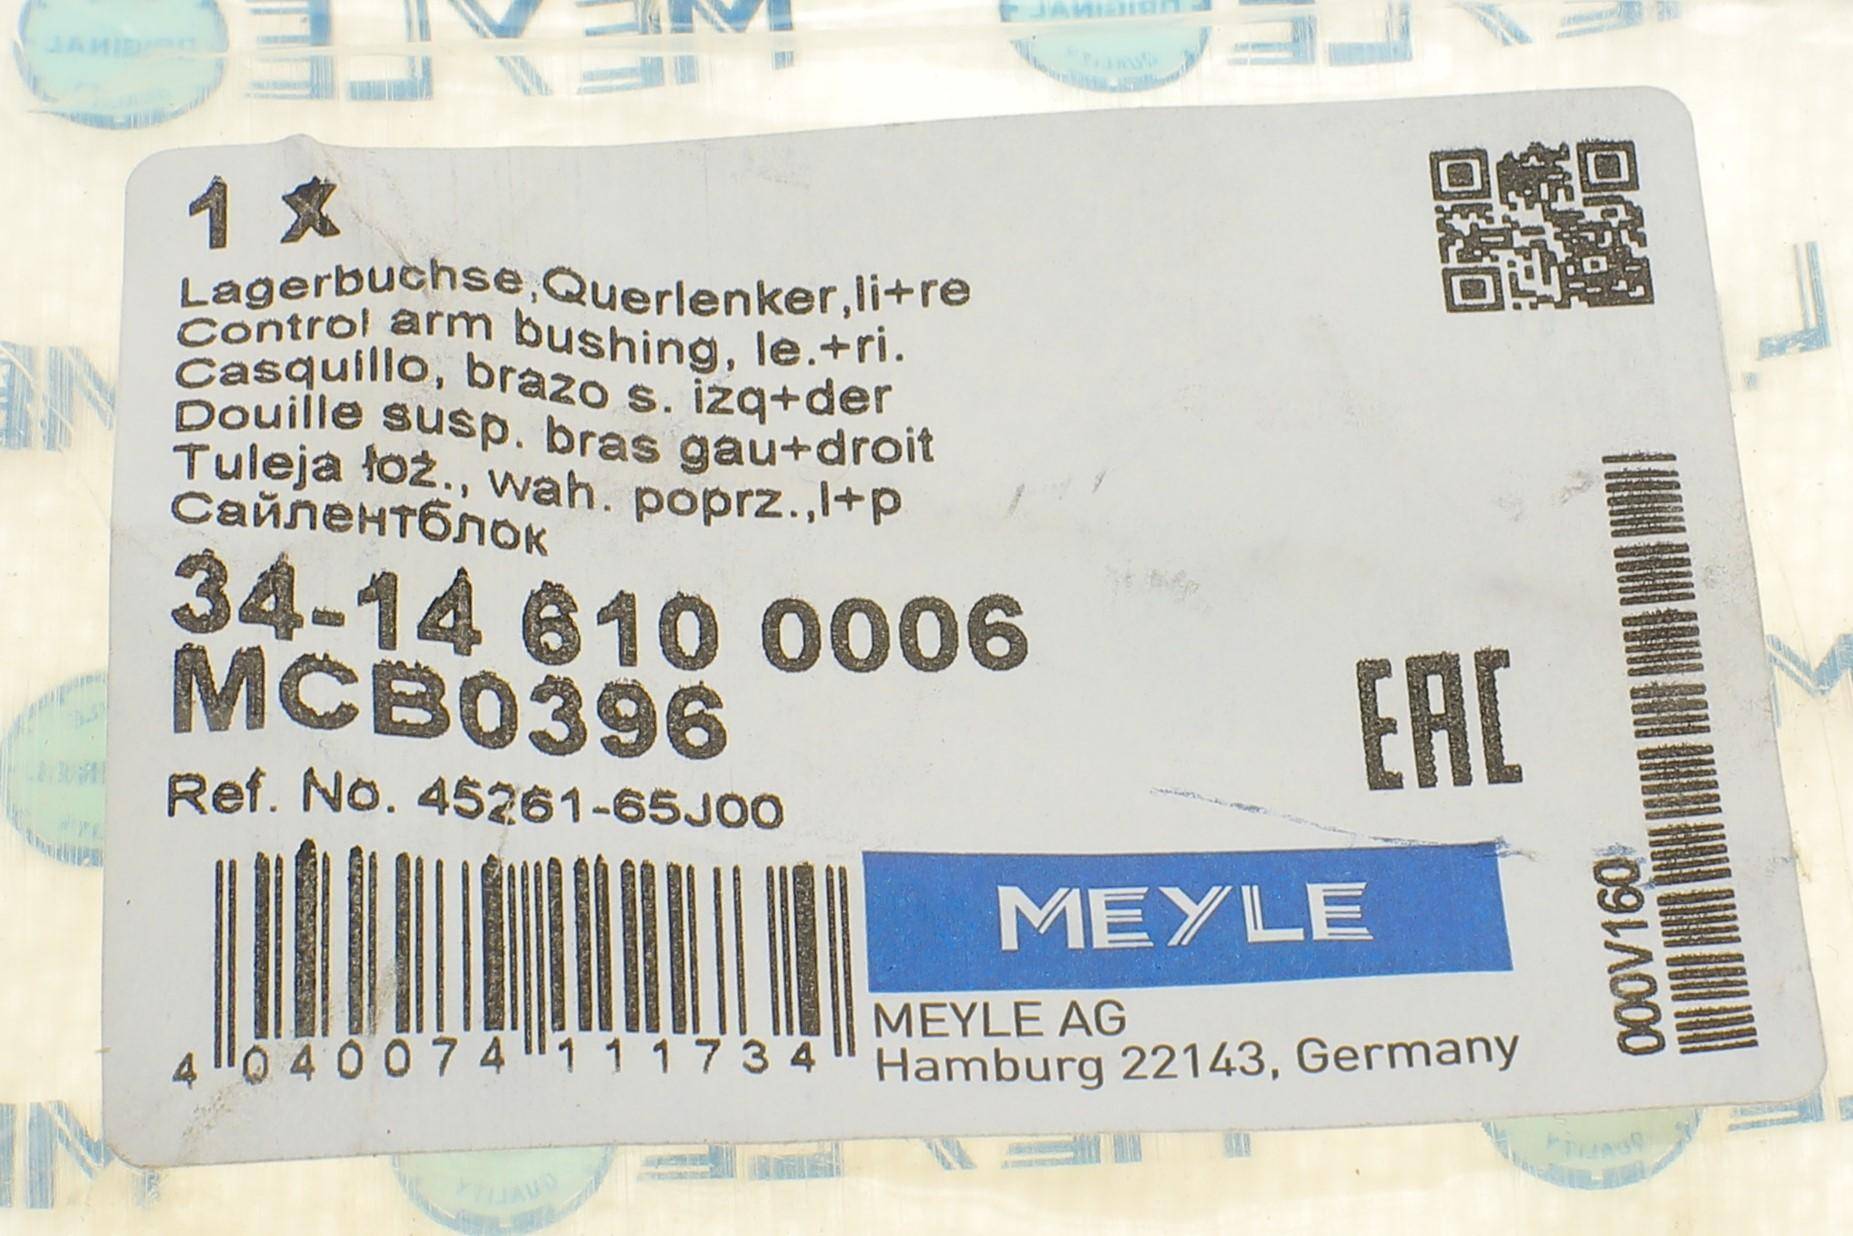 1 x
Lagerbuchse,Querlenker,li+re
Control arm bushing, le.+ri.
Casquillo, brazo s. izq+der
Douille susp. bras gau+droit
Tuleja łoż., wah. poprz.,l+p
Сайлентблок
34-14 610 0006
MCB0396
Ref. No. 45261-65J00
EAC
4 040074 111734
MEYLE
MEYLE AG
Hamburg 22143, Germany
000V160